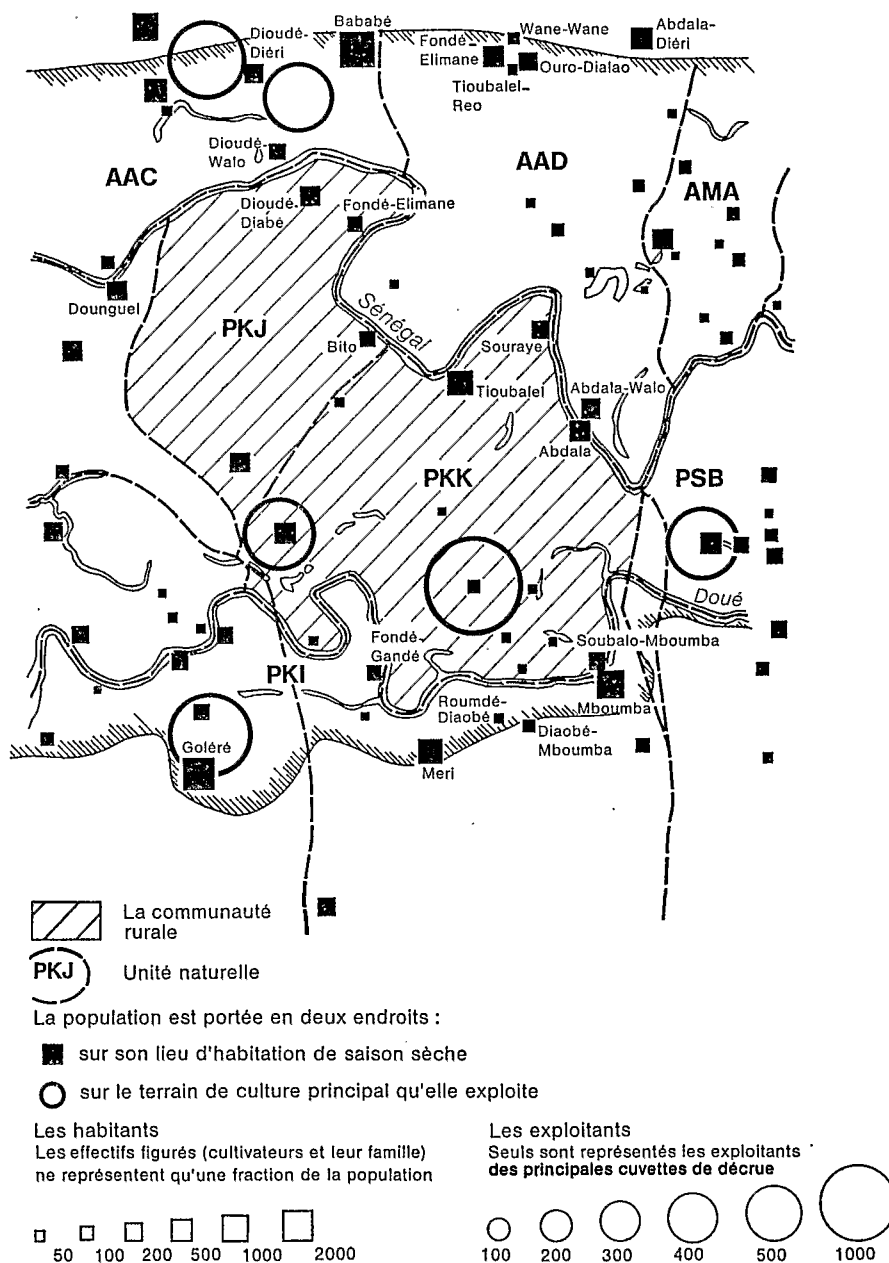 Dioudé-
Diéri
Bababé
Wane-Wane
Fondé-
Elimane
Abdala-
Diéri
Ouro-Dialao
Tioubalel-
Reo
Dioudé-
Walo
AAC
AAD
AMA
Dioudé-
Diabé
Fondé-Elimane
Dounguel
PKJ
Sénégal
Bito
Souraye
Tioubalel
Abdala-Walo
Abdala
PKK
PSB
Doué
Fondé-
Gandé
Soubalo-Mboumba
PKI
Roumdé-
Diaobé
Mboumba
Diaobé-
Mboumba
Goléré
Meri
La communauté
rurale
PKJ
Unité naturelle
La population est portée en deux endroits :
sur son lieu d'habitation de saison sèche
sur le terrain de culture principal qu'elle exploite
Les habitifs
Les effectifs figurés (cultivateurs et leur famille)
ne représentent qu'une fraction de la population
50 100 200 500 1000 2000
Les exploitants
Seuls sont représentés les exploitants
des principales cuvettes de décrue
100 200 300 400 500 1000